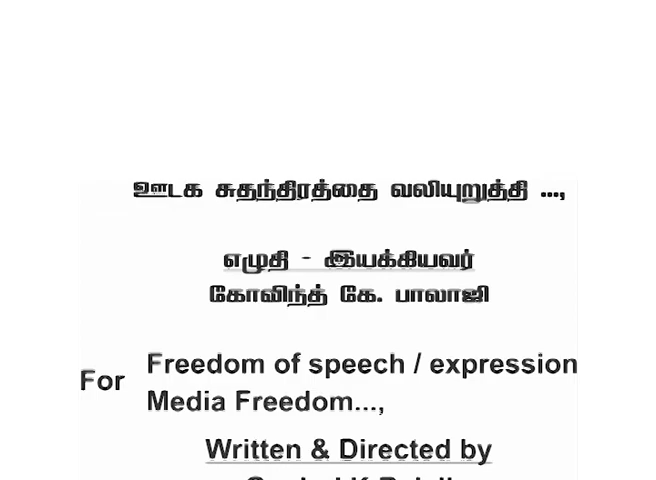 ஊடக சுதந்திரத்தை வலியுறுத்தி ...,
எழுதி - இயக்கியவர்
கோவிந்த் கே. பாலாஜி
For Freedom of speech / expression
Media Freedom...,
Written & Directed by